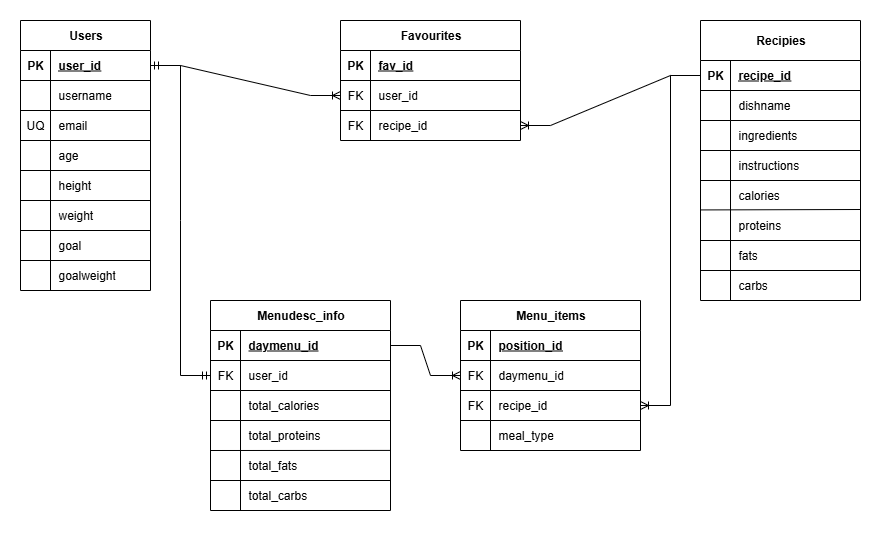 Users
PK user_id
username
UQ email
age
height
weight
goal
goalweight
Favourites
PK fav_id
FK user_id
FK recipe_id
Recipies
PK recipe_id
dishname
ingredients
instructions
calories
proteins
fats
carbs
Menudesc_info
PK daymenu_id
FK user_id
total_calories
total_proteins
total_fats
total_carbs
Menu_items
PK position_id
FK daymenu_id
FK recipe_id
meal_type